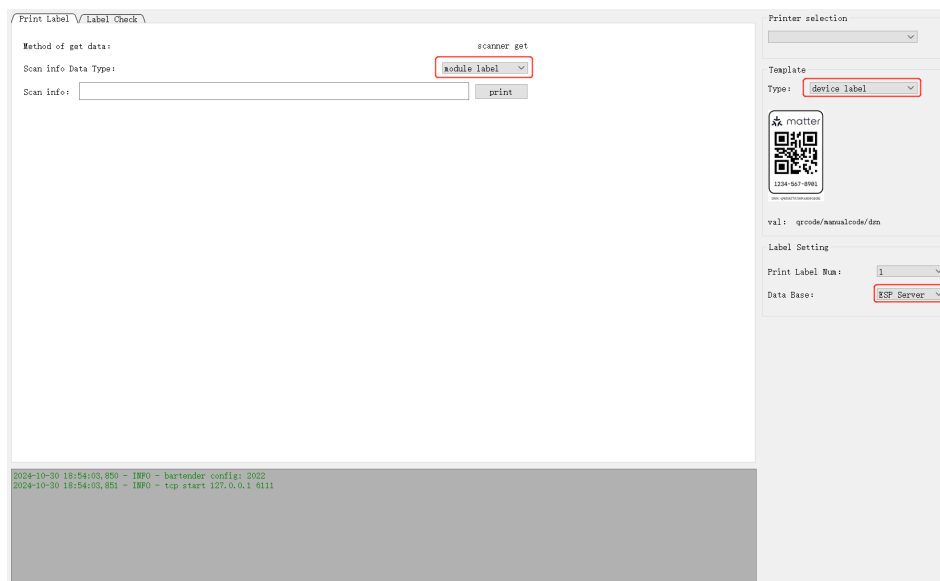 Print Label
Label Check
Method of get data:
scanner get
Scan info Data Type:
module label
Scan info:
print
Printer selection
Template
Type:
device label
matter
1234-567-8901
val: qrcode/manualcode/dsn
Label Setting
Print Label Num:
1
Data Base:
ESP Server
2024-10-30 18:54:03,850 - INFO - bartender config: 2022
2024-10-30 18:54:03,851 - INFO - tcp start 127.0.0.1 6111